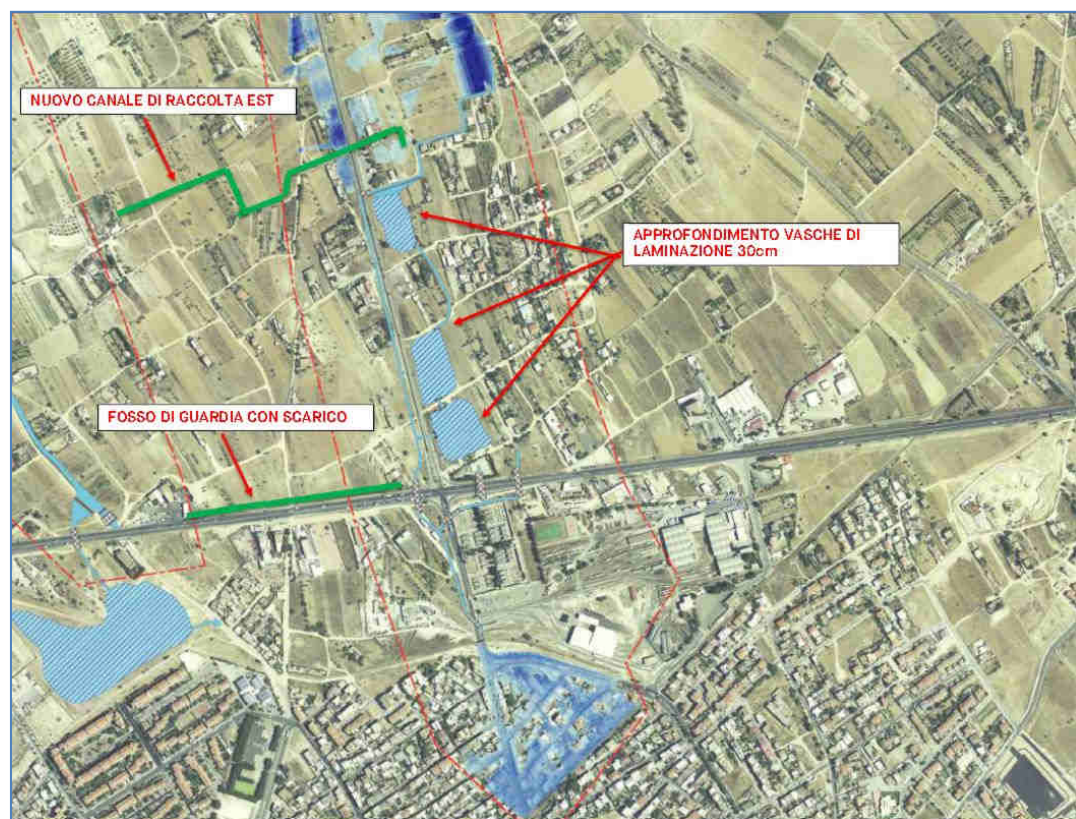 NUOVO CANALE DI RACCOLTA EST
APPROFONDIMENTO VASCHE DI
LAMINAZIONE 30cm
FOSSO DI GUARDIA CON SCARICO